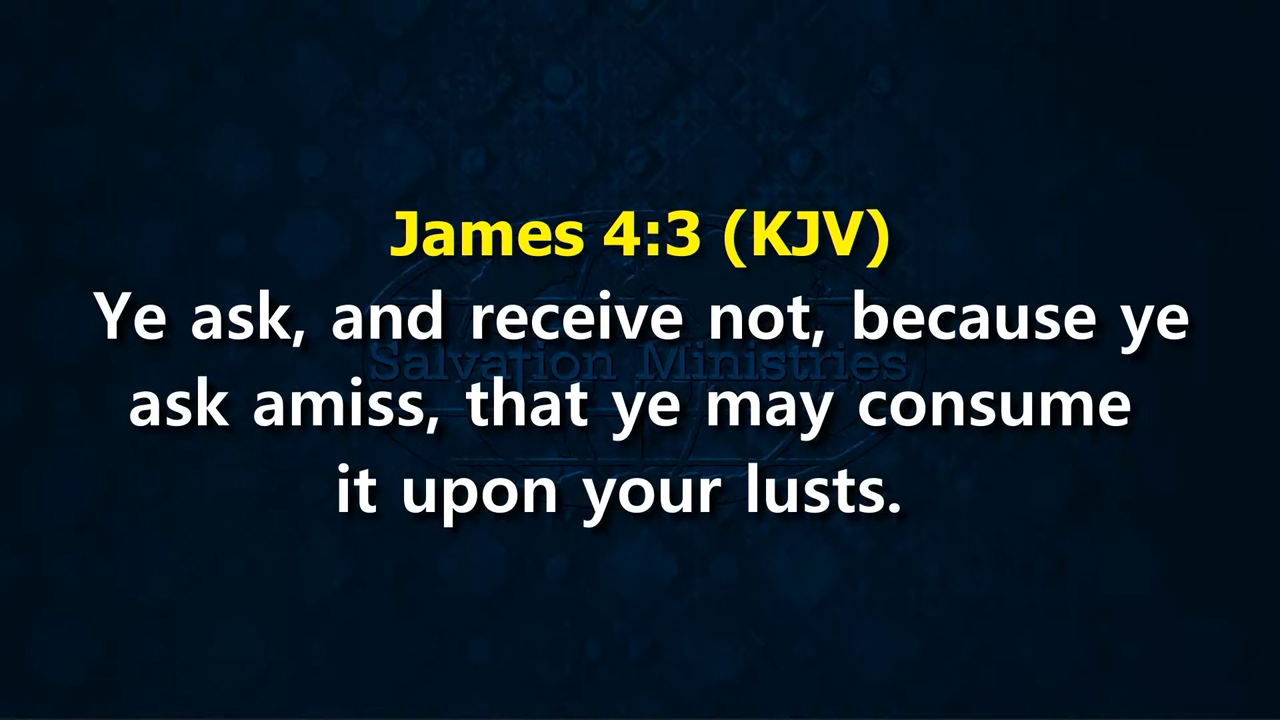 James 4:3 (KJV)
Ye ask, and receive not, because ye
Salvation Ministries
ask amiss, that ye may consume
it upon your lusts.